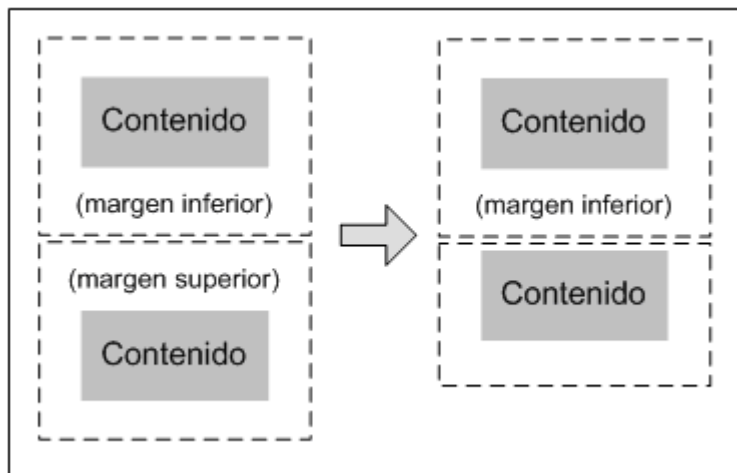 Contenido
(margen inferior)
(margen superior)
Contenido
Contenido
(margen inferior)
Contenido